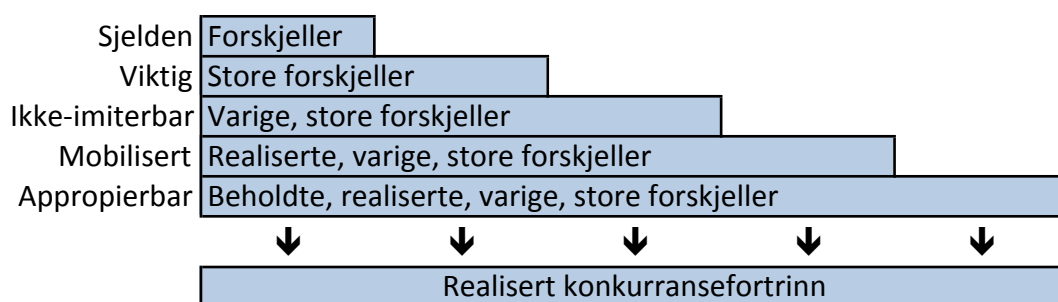 Sjelden Forskjeller
Viktig Store forskjeller
Ikke-imiterbar Varige, store forskjeller
Mobilisert Realiserte, varige, store forskjeller
Appropierbar Beholdte, realiserte, varige, store forskjeller
Realisert konkurransefortrinn